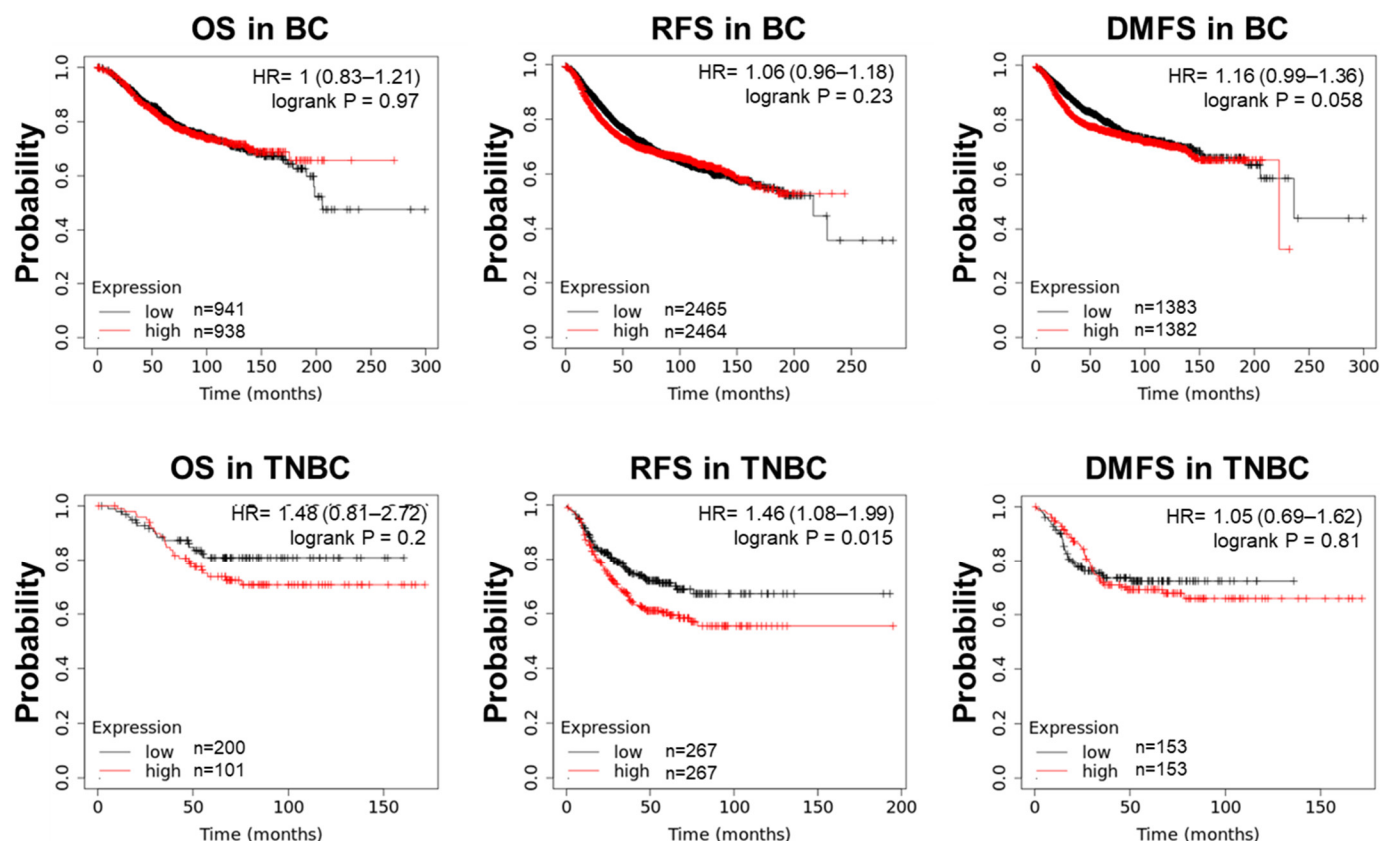 OS in BC
HR= 1 (0.83–1.21)
logrank P = 0.97
Probability
1.0
0.8
0.6
0.4
0.2
0.0
Expression
low n=941
high n=938
0 50 100 150 200 250 300
Time (months)
RFS in BC
HR= 1.06 (0.96–1.18)
logrank P = 0.23
Probability
1.0
0.8
0.6
0.4
0.2
0.0
Expression
low n=2465
high n=2464
0 50 100 150 200 250
Time (months)
DMFS in BC
HR= 1.16 (0.99–1.36)
logrank P = 0.058
Probability
1.0
0.8
0.6
0.4
0.2
0.0
Expression
low n=1383
high n=1382
0 50 100 150 200 250 300
Time (months)
OS in TNBC
HR= 1.48 (0.81–2.72)
logrank P = 0.2
Probability
1.0
0.8
0.6
0.4
0.2
0.0
Expression
low n=200
high n=101
0 50 100 150
Time (months)
RFS in TNBC
HR= 1.46 (1.08–1.99)
logrank P = 0.015
Probability
1.0
0.8
0.6
0.4
0.2
0.0
Expression
low n=267
high n=267
0 50 100 150 200
Time (months)
DMFS in TNBC
HR= 1.05 (0.69–1.62)
logrank P = 0.81
Probability
1.0
0.8
0.6
0.4
0.2
0.0
Expression
low n=153
high n=153
0 50 100 150
Time (months)